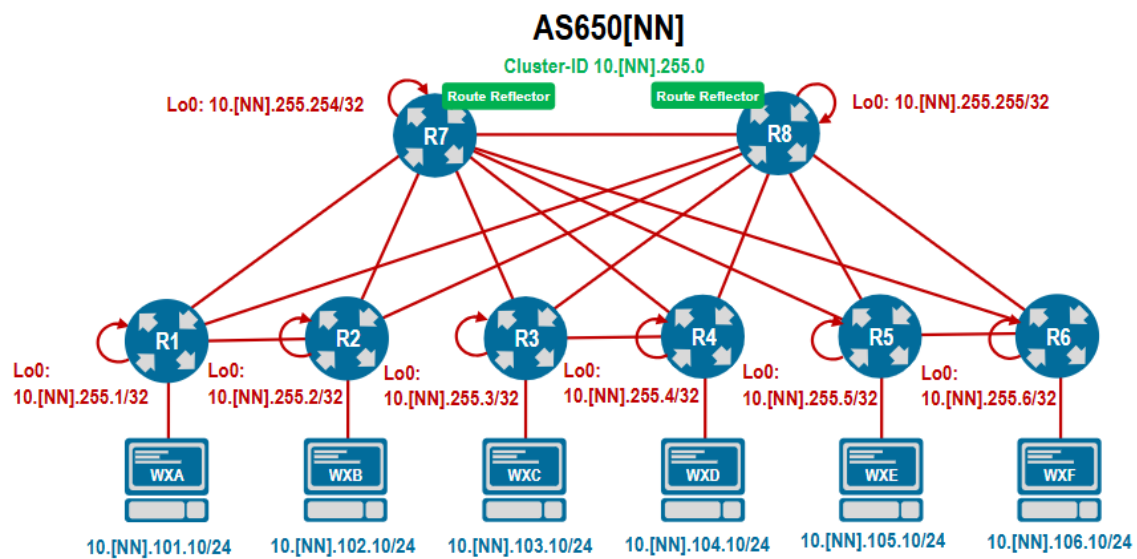 AS650[NN]
Cluster-ID 10.[NN].255.0
Lo0: 10.[NN].255.254/32
Route Reflector
Route Reflector
Lo0: 10.[NN].255.255/32
R7
R8
R1
R2
R3
R4
R5
R6
Lo0:
10.[NN].255.1/32
Lo0:
10.[NN].255.2/32
Lo0:
10.[NN].255.3/32
Lo0:
10.[NN].255.4/32
Lo0:
10.[NN].255.5/32
Lo0:
10.[NN].255.6/32
WXA
WXB
WXC
WXD
WXE
WXF
10.[NN].101.10/24
10.[NN].102.10/24
10.[NN].103.10/24
10.[NN].104.10/24
10.[NN].105.10/24
10.[NN].106.10/24